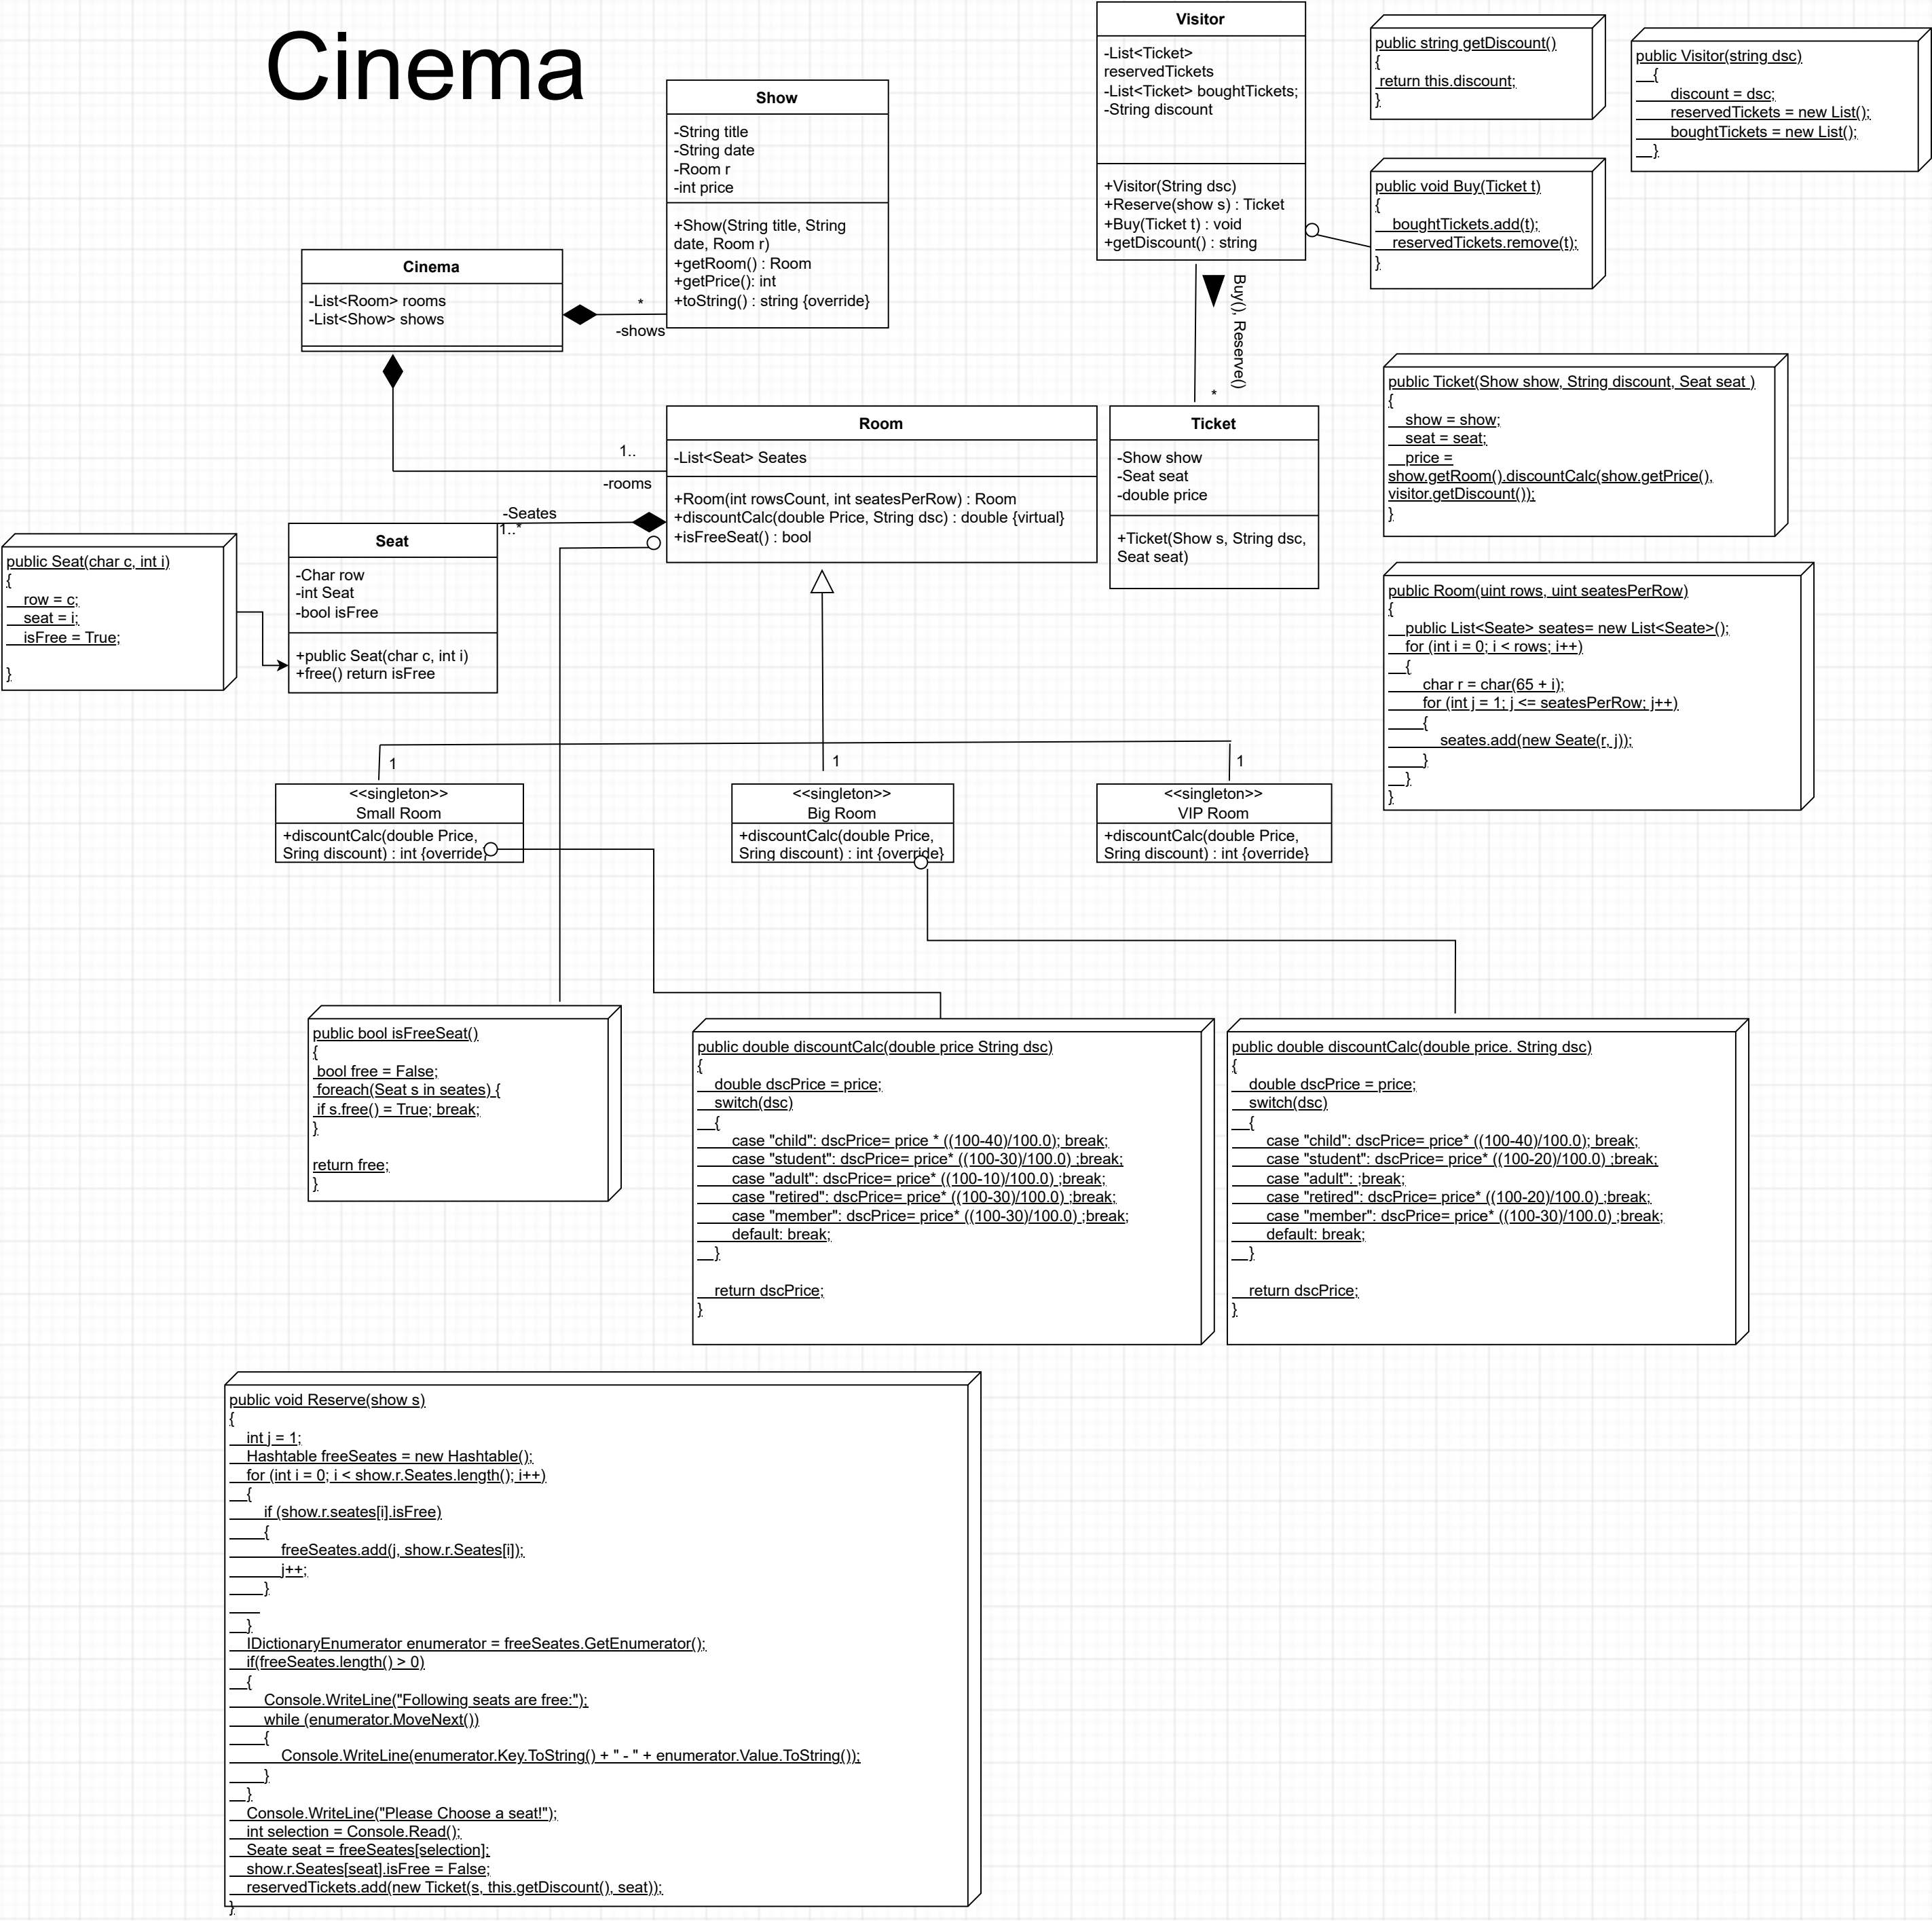 Cinema
Visitor
-List<Ticket>
reservedTickets
-List<Ticket> boughtTickets;
-String discount
+Visitor(String dsc)
+Reserve(show s) : Ticket
+Buy(Ticket t) : void
+getDiscount() : string
public string getDiscount()
{
return this.discount;
}
public Visitor(string dsc)
{
discount = dsc;
reservedTickets = new List();
boughtTickets = new List();
}
public void Buy(Ticket t)
{
boughtTickets.add(t);
reservedTickets.remove(t);
}
Show
-String title
-String date
-Room r
-int price
+Show(String title, String
date, Room r)
+getRoom() : Room
+getPrice(): int
+toString() : string {override}
Cinema
-List<Room> rooms
-List<Show> shows
*
-shows
Buy(), Reserve()
*
1..
-rooms
Room
-List<Seat> Seates
+Room(int rowsCount, int seatesPerRow) : Room
+discountCalc(double Price, String dsc) : double {virtual}
+isFreeSeat() : bool
Ticket
-Show show
-Seat seat
-double price
+Ticket(Show s, String dsc,
Seat seat)
public Ticket(Show show, String discount, Seat seat )
{
show = show;
seat = seat;
price =
show.getRoom().discountCalc(show.getPrice(),
visitor.getDiscount());
}
-Seates
1..*
Seat
-Char row
-int Seat
-bool isFree
+public Seat(char c, int i)
+free() return isFree
public Seat(char c, int i)
{
row = c;
seat = i;
isFree = True;
}
public Room(uint rows, uint seatesPerRow)
{
public List<Seate> seates= new List<Seate>();
for (int i = 0; i < rows; i++)
{
char r = char(65 + i);
for (int j = 1; j <= seatesPerRow; j++)
{
seates.add(new Seate(r, j));
}
}
}
1
1
1
<<singleton>>
Small Room
+discountCalc(double Price,
Sring discount) : int {override}
<<singleton>>
Big Room
+discountCalc(double Price,
Sring discount) : int {override}
<<singleton>>
VIP Room
+discountCalc(double Price,
Sring discount) : int {override}
public bool isFreeSeat()
{
bool free = False;
foreach(Seat s in seates) {
if s.free() = True; break;
}
return free;
}
public double discountCalc(double price String dsc)
{
double dscPrice = price;
switch(dsc)
{
case "child": dscPrice= price * ((100-40)/100.0); break;
case "student": dscPrice= price* ((100-30)/100.0) ;break;
case "adult": dscPrice= price* ((100-10)/100.0) ;break;
case "retired": dscPrice= price* ((100-30)/100.0) ;break;
case "member": dscPrice= price* ((100-30)/100.0) ;break;
default: break;
}
return dscPrice;
}
public double discountCalc(double price. String dsc)
{
double dscPrice = price;
switch(dsc)
{
case "child": dscPrice= price* ((100-40)/100.0); break;
case "student": dscPrice= price* ((100-20)/100.0) ;break;
case "adult": ;break;
case "retired": dscPrice= price* ((100-20)/100.0) ;break;
case "member": dscPrice= price* ((100-30)/100.0) ;break;
default: break;
}
return dscPrice;
}
public void Reserve(show s)
{
int j = 1;
Hashtable freeSeates = new Hashtable();
for (int i = 0; i < show.r.Seates.length(); i++)
{
if (show.r.seates[i].isFree)
{
freeSeates.add(j, show.r.Seates[i]);
j++;
}
}
IDictionaryEnumerator enumerator = freeSeates.GetEnumerator();
if(freeSeates.length() > 0)
{
Console.WriteLine("Following seats are free:");
while (enumerator.MoveNext())
{
Console.WriteLine(enumerator.Key.ToString() + " - " + enumerator.Value.ToString());
}
}
Console.WriteLine("Please Choose a seat!");
int selection = Console.Read();
Seate seat = freeSeates[selection];
show.r.Seates[seat].isFree = False;
reservedTickets.add(new Ticket(s, this.getDiscount(), seat));
}